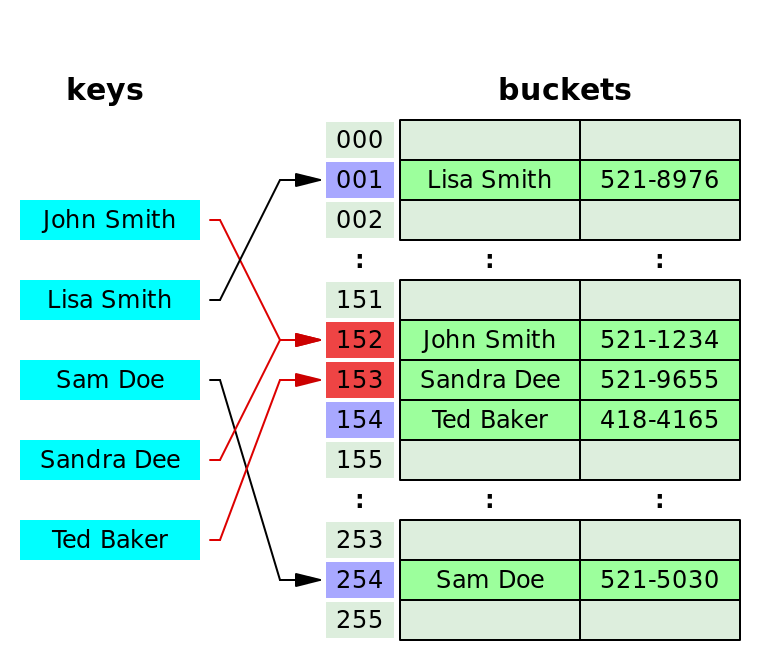 keys
buckets
000
001 Lisa Smith 521-8976
002
: : :
John Smith
Lisa Smith
Sam Doe
Sandra Dee
Ted Baker
151
152 John Smith 521-1234
153 Sandra Dee 521-9655
154 Ted Baker 418-4165
155
: : :
253
254 Sam Doe 521-5030
255